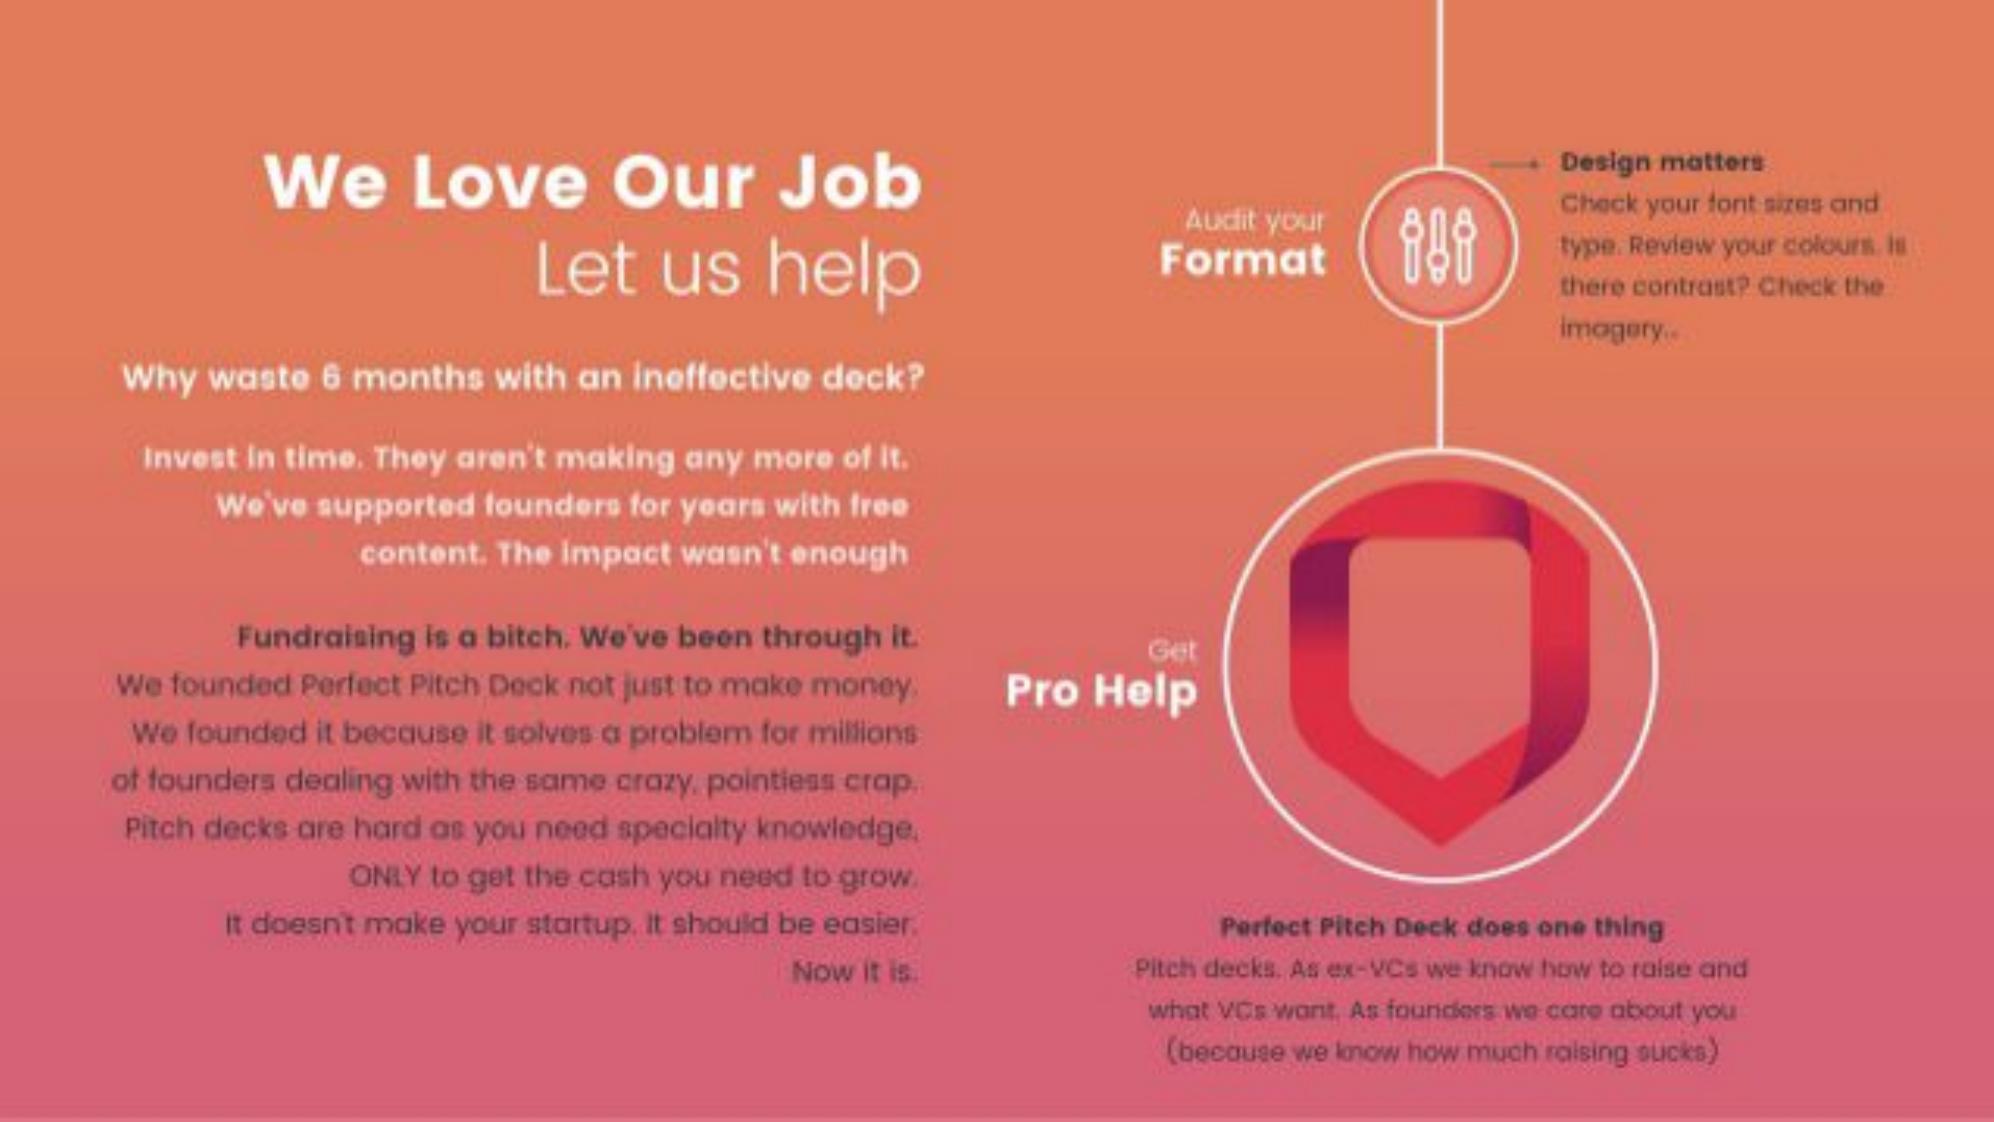 We Love Our Job
Let us help
Why waste 6 months with an ineffective deck?
Invest in time. They aren't making any more of it.
We've supported founders for years with free
content. The impact wasn't enough
Fundraising is a bitch. We've been through it.
We founded Perfect Pitch Deck not just to make money.
We founded it because it solves a problem for millions
of founders dealing with the same crazy, pointless crap.
Pitch decks are hard as you need specialty knowledge,
ONLY to get the cash you need to grow.
It doesn't make your startup. It should be easier.
Now it is.
Audit your
Format
Design matters
Check your font sizes and
type. Review your colours. Is
there contrast? Check the
imagery..
Get
Pro Help
Perfect Pitch Deck does one thing
Pitch decks. As ex-VCs we know how to raise and
what VCs want. As founders we care about you
(because we know how much raising sucks)